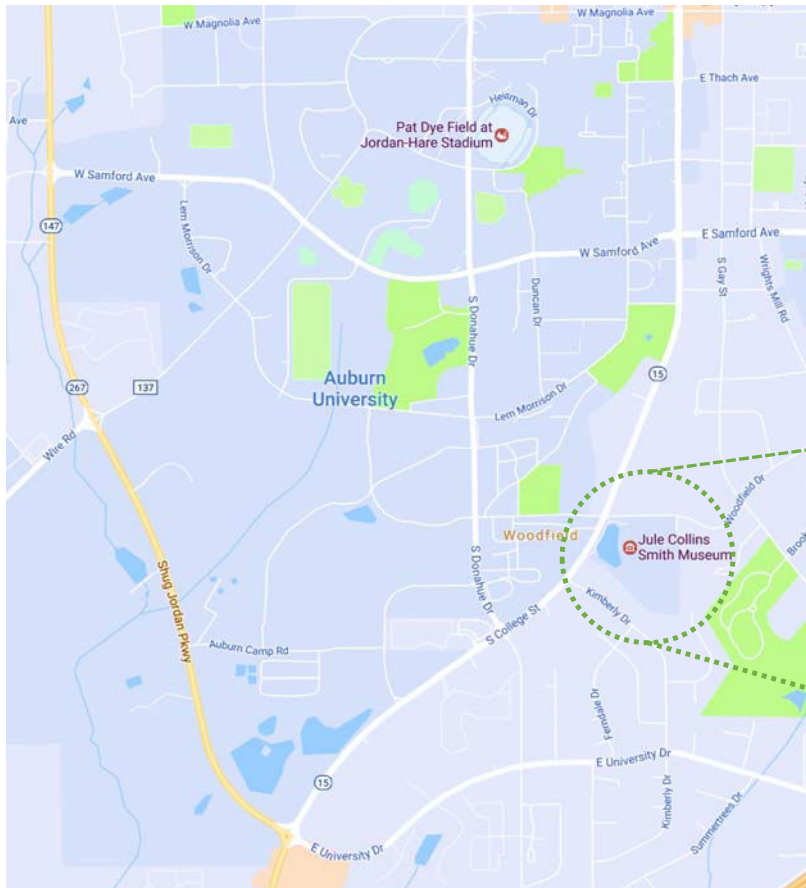 W Magnolia Ave
W Magnolia Ave
E Thach Ave
Heisman Dr
Pat Dye Field at
Jordan-Hare Stadium
Ave
W Samford Ave
147
Lem Morrison Dr
W Samford Ave
E Samford Ave
S Gay St
Wrights Mill Rd
Duncan Dr
S Donahue Dr
Auburn
University
15
267
137
Lem Morrison Dr
Wire Rd
Woodfield Dr
Woodfield
Jule Collins
Smith Museum
Brook
S Donahue Dr
Kimberly Dr
S College St
Shug Jordan Pkwy
Auburn Camp Rd
Ferndale Dr
E University Dr
Kimberly Dr
15
Summertrees Dr
E University Dr